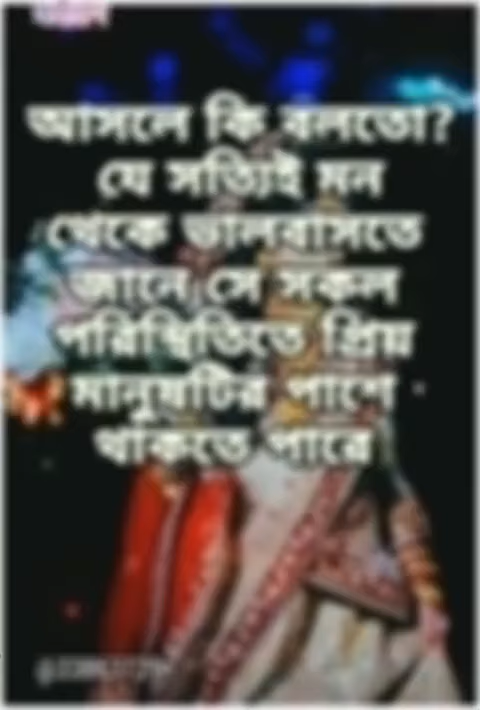 আসলে কি বলতো?
যে সত্যিই মন
থেকে ভালবাসতে
জানে সে সকল
পরিস্থিতিতে প্রিয়
মানুষটির পাশে
থাকতে পারে